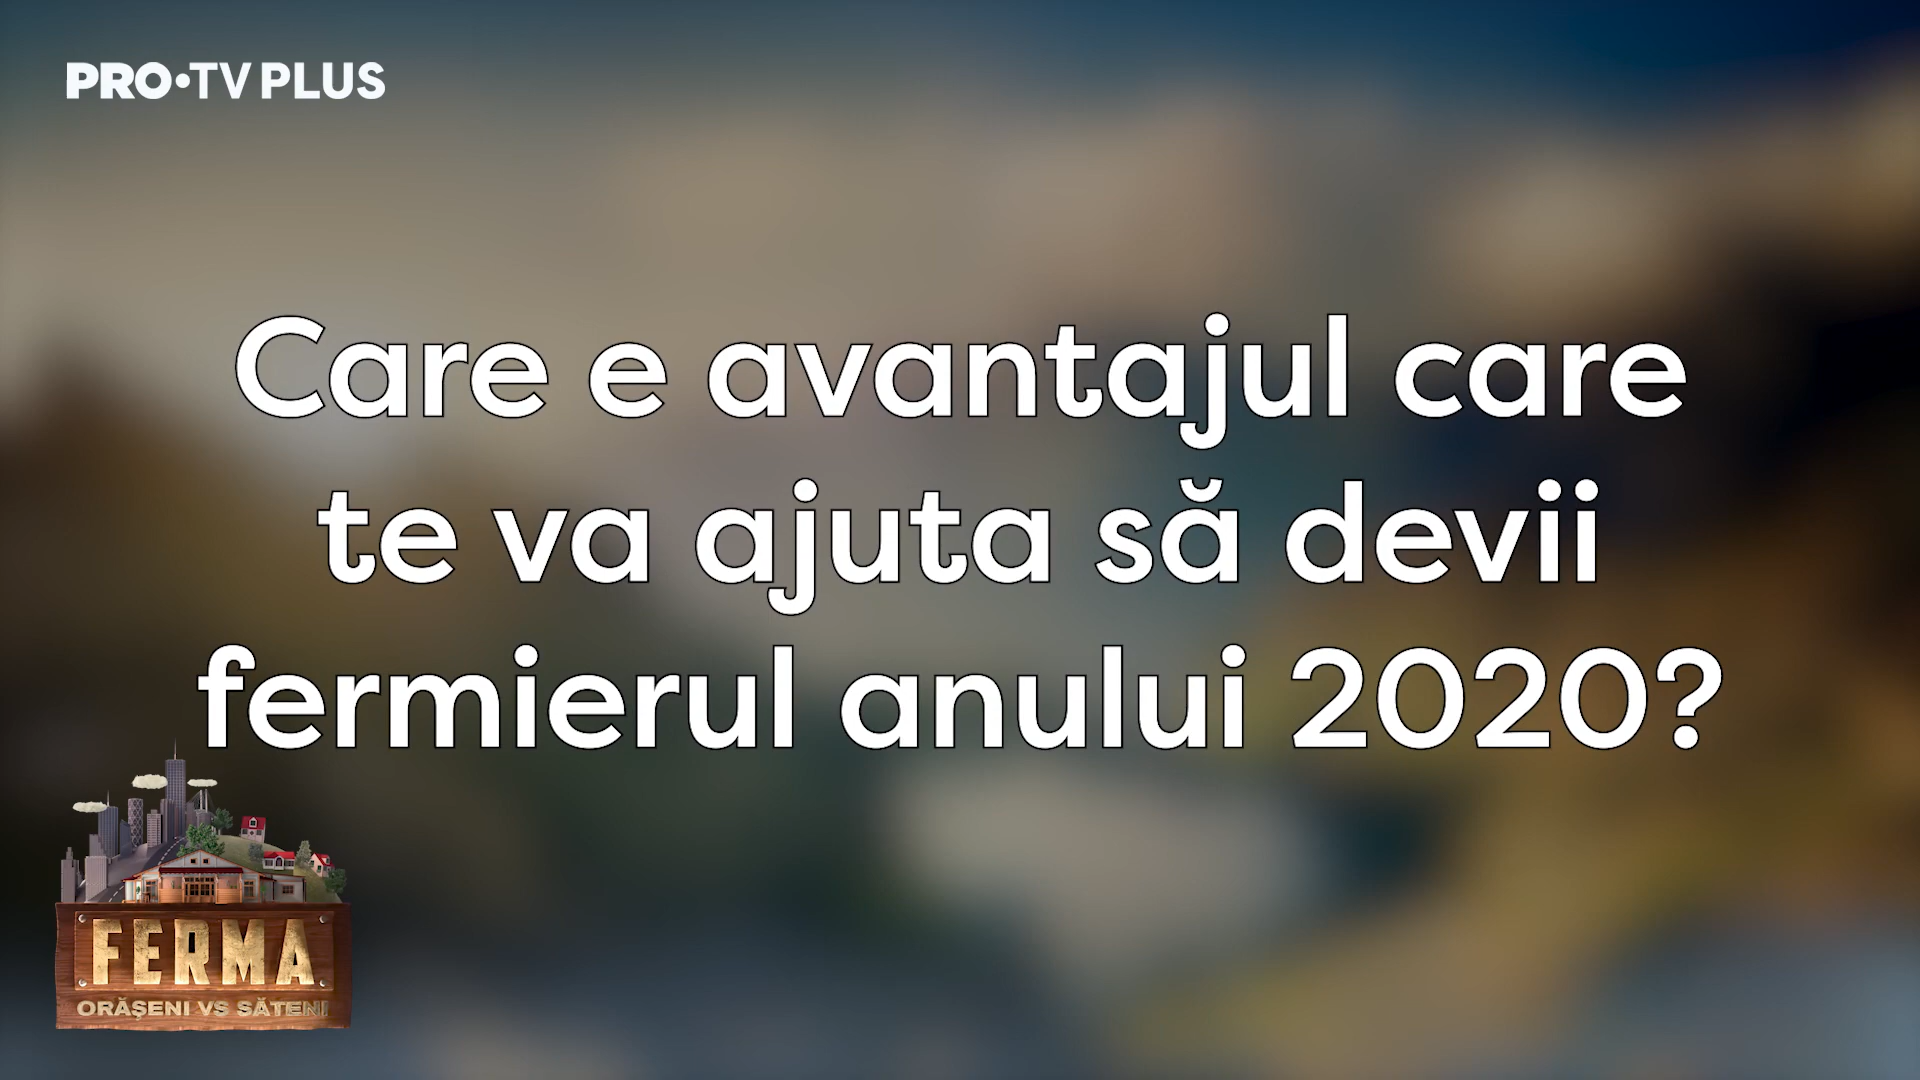 PRO•TV PLUS
Care e avantajul care
te va ajuta să devii
fermierul anului 2020?
FERMA
ORĂȘENI VS SĂTENI